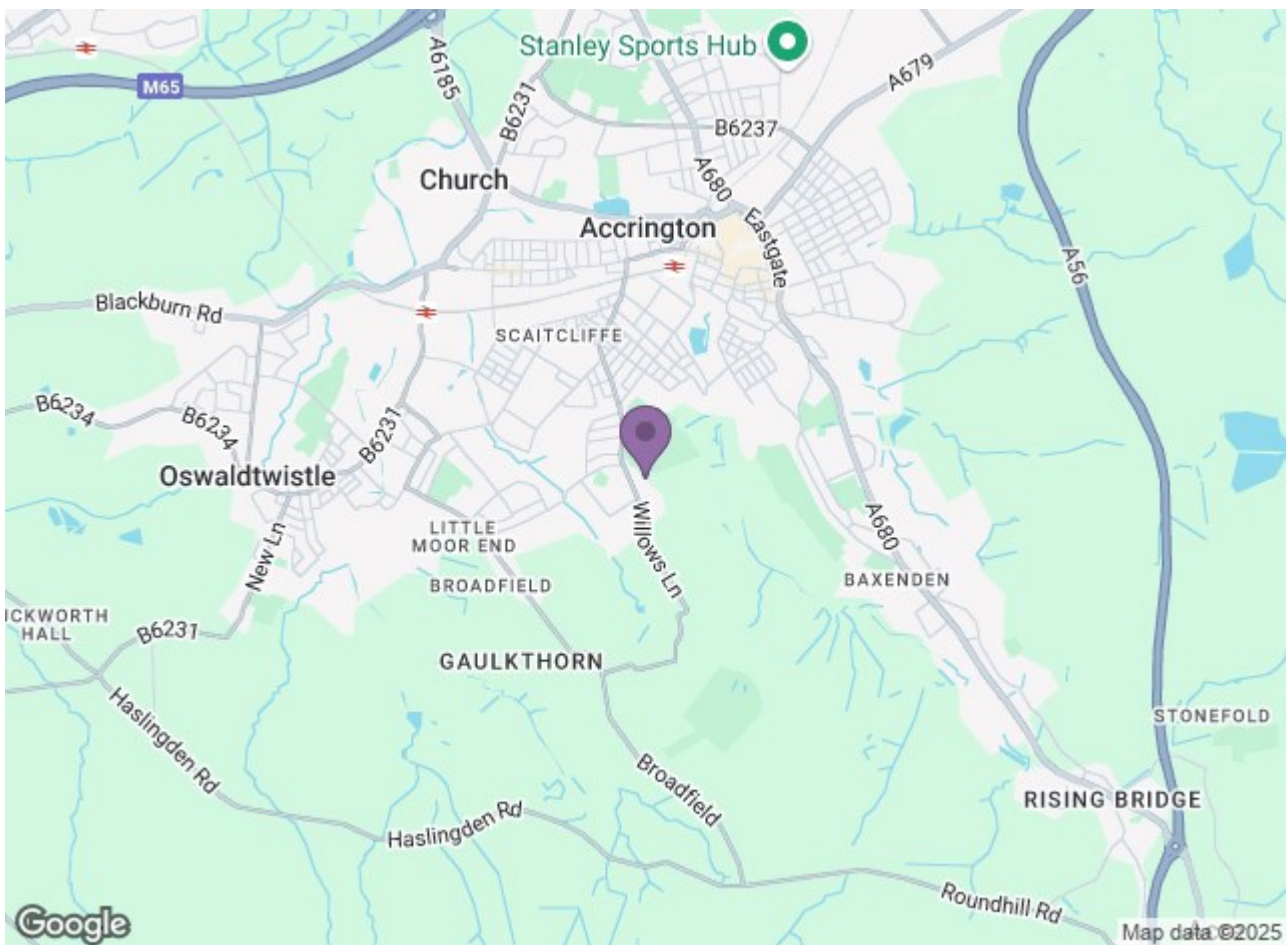 Stanley Sports Hub
A6185
A679
M65
B6231
B6237
Church
A680
Accrington
Eastgate
A56
Blackburn Rd
SCAITCLIFFE
B6234
B6234
B6231
Oswaldtwistle
Willows Ln
A680
LITTLE
MOOR END
New Ln
BROADFIELD
BAXENDEN
HALL
B6231
GAULKTHORN
STONEFOLD
Haslingden Rd
Broadfield
RISING BRIDGE
Haslingden Rd
Roundhill Rd
Google
Map data ©2025